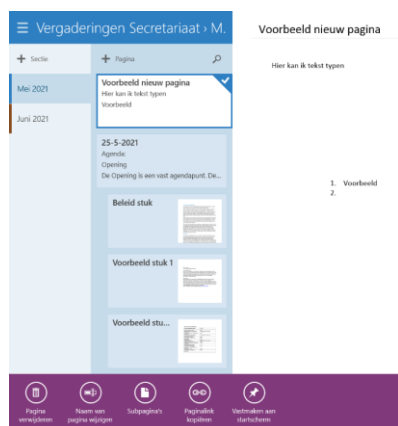 Vergaderingen Secretariaat › M.
Sectie
Pagina
Mei 2021
Juni 2021
Voorbeeld nieuw pagina
Hier kan ik tekst typen
Voorbeeld
25-5-2021
Agenda:
Opening
De Opening is een vast agendapunt. De...
Beleid stuk
Voorbeeld stuk 1
Voorbeeld stu...
Voorbeeld nieuw pagina
Hier kan ik tekst typen
1. Voorbeeld
2.
Pagina
verwijderen
Naam van
pagina wijzigen
Subpagina's
Paginalink
kopiëren
Vastmaken aan
startscherm